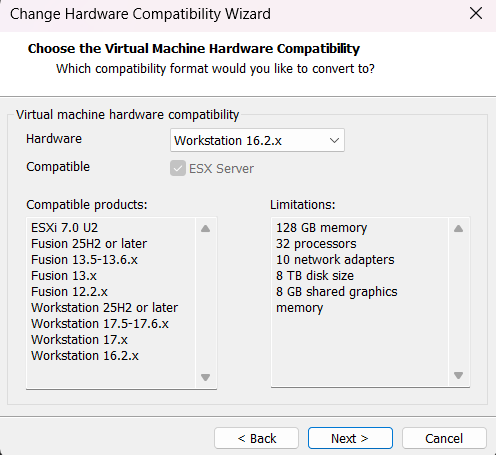 Change Hardware Compatibility Wizard
Choose the Virtual Machine Hardware Compatibility
Which compatibility format would you like to convert to?
Virtual machine hardware compatibility
Hardware
Workstation 16.2.x
Compatible
ESX Server
Compatible products:
ESXi 7.0 U2
Fusion 25H2 or later
Fusion 13.5-13.6.x
Fusion 13.x
Fusion 12.2.x
Workstation 25H2 or later
Workstation 17.5-17.6.x
Workstation 17.x
Workstation 16.2.x
Limitations:
128 GB memory
32 processors
10 network adapters
8 TB disk size
8 GB shared graphics
memory
< Back
Next >
Cancel